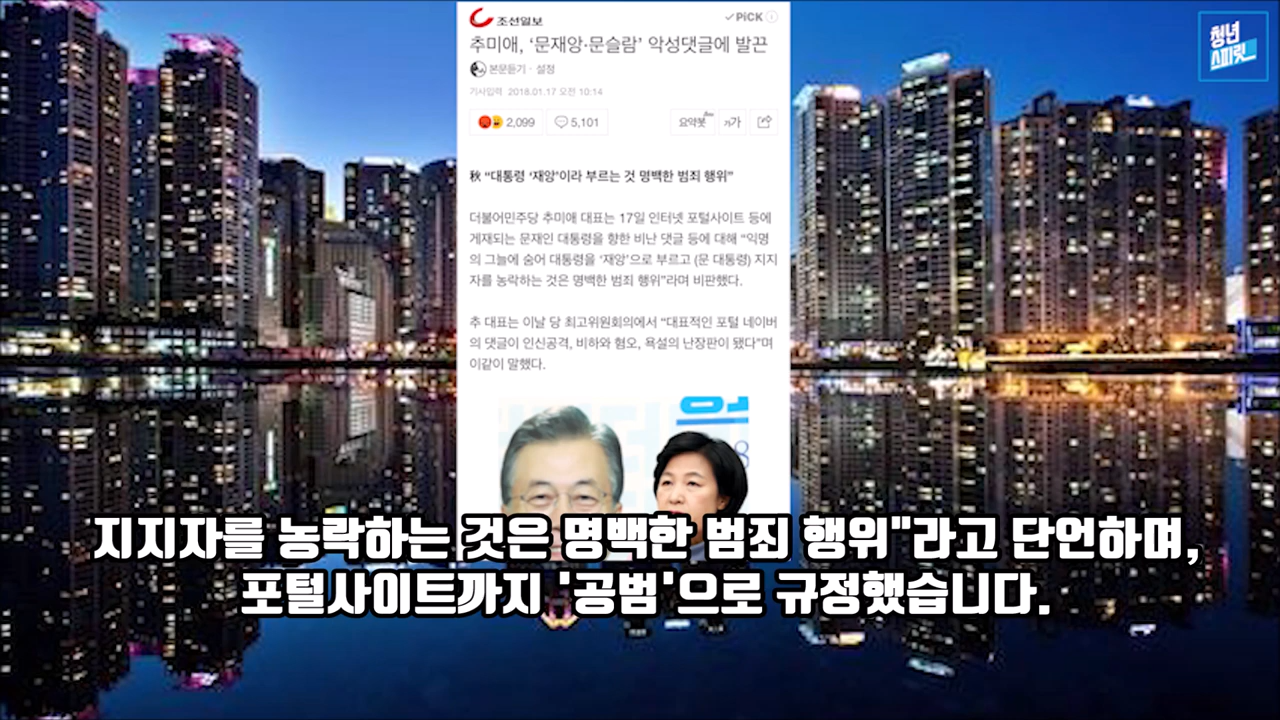 조선일보
PiCK
청년
스피릿
추미애, ‘문재앙·문슬람’ 악성댓글에 발끈
본문듣기 · 설정
기사입력 2018.01.17 오전 10:14
2,099
5,101
요약봇
가가
秋 “대통령 ‘재앙’이라 부르는 것 명백한 범죄 행위”
더불어민주당 추미애 대표는 17일 인터넷 포털사이트 등에
게재되는 문재인 대통령을 향한 비난 댓글 등에 대해 “익명
의 그늘에 숨어 대통령을 ‘재앙’으로 부르고 (문 대통령) 지지
자를 농락하는 것은 명백한 범죄 행위”라며 비판했다.
추 대표는 이날 당 최고위원회의에서 “대표적인 포털 네이버
의 댓글이 인신공격, 비하와 혐오, 욕설의 난장판이 됐다”며
이같이 말했다.
지지자를 농락하는 것은 명백한 범죄 행위"라고 단언하며,
포털사이트까지 '공범'으로 규정했습니다.